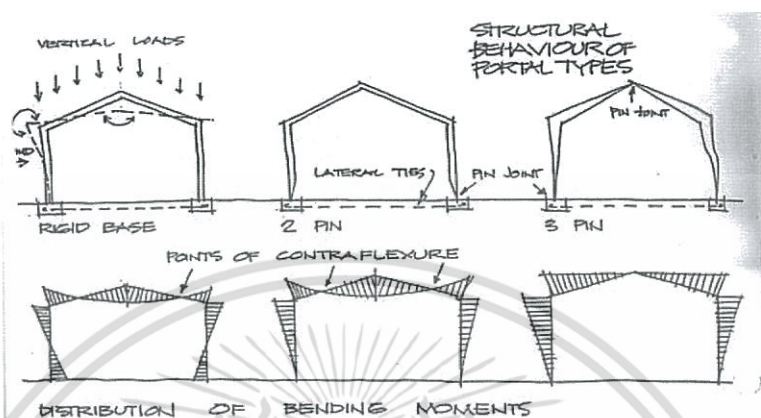 VERTICAL LOADS
STRUCTURAL
BEHAVIOUR OF
PORTAL TYPES
PIN JOINT
LATERAL TIES
PIN JOINT
RIGID BASE
2 PIN
3 PIN
POINTS OF CONTRAFLEXURE
DISTRIBUTION OF BENDING MOMENTS